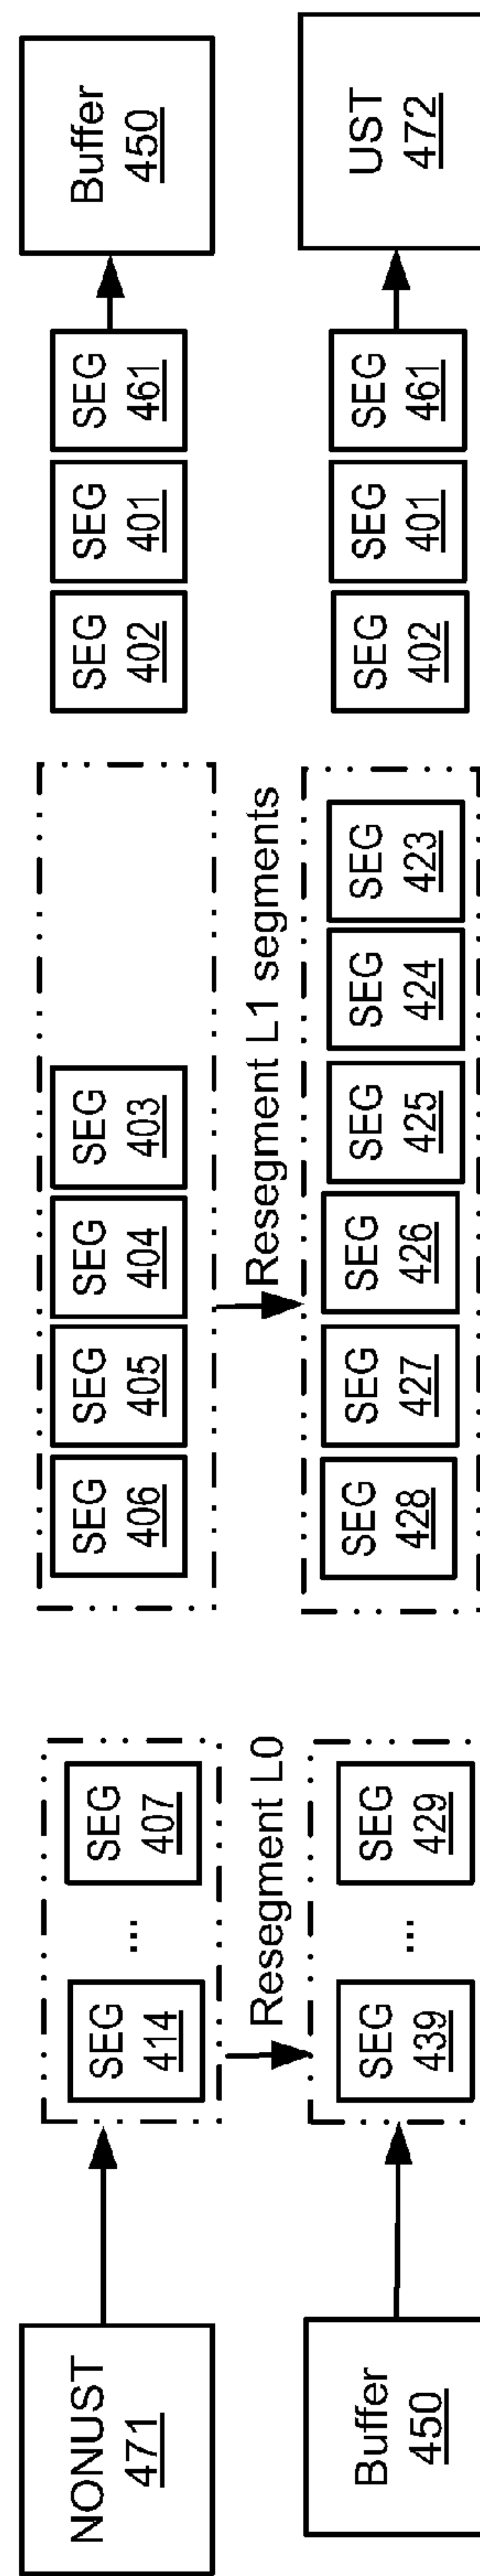 NONUST
471
SEG
414
...
SEG
407
SEG
406
SEG
405
SEG
404
SEG
403
SEG
402
SEG
401
SEG
461
Buffer
450
Resegment L0
Resegment L1 segments
Buffer
450
SEG
439
...
SEG
429
SEG
428
SEG
427
SEG
426
SEG
425
SEG
424
SEG
423
SEG
402
SEG
401
SEG
461
UST
472